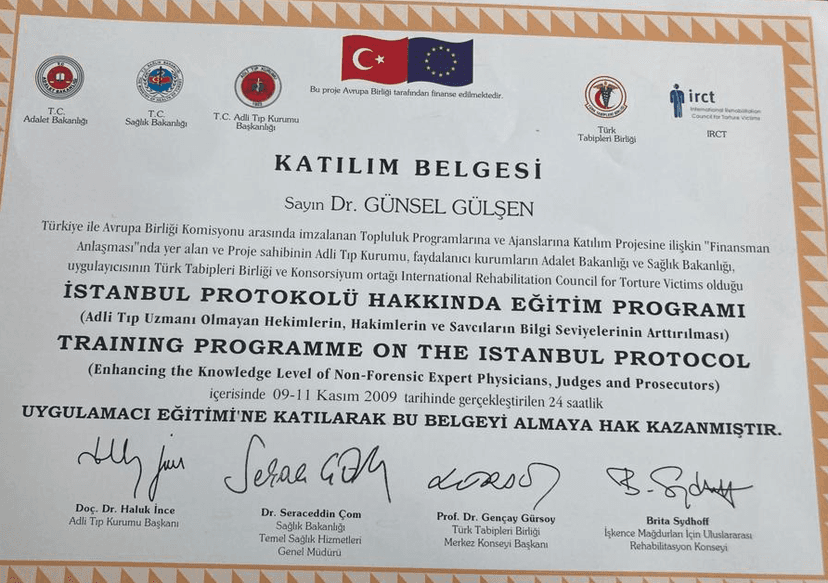 Bu proje Avrupa Birliği tarafından finanse edilmektedir.
T.C.
Adalet Bakanlığı
T.C.
Sağlık Bakanlığı
T.C. Adli Tıp Kurumu
Başkanlığı
Türk
Tabipleri Birliği
irct
International Rehabilitation
Council for Torture Victims
IRCT
KATILIM BELGESİ
Sayın Dr. GÜNSEL GÜLŞEN
Türkiye ile Avrupa Birliği Komisyonu arasında imzalanan Topluluk Programlarına ve Ajanslarına Katılım Projesine ilişkin "Finansman
Anlaşması"nda yer alan ve Proje sahibinin Adli Tıp Kurumu, faydalanıcı kurumların Adalet Bakanlığı ve Sağlık Bakanlığı,
uygulayıcısının Türk Tabipleri Birliği ve Konsorsiyum ortağı International Rehabilitation Council for Torture Victims olduğu
İSTANBUL PROTOKOLÜ HAKKINDA EĞİTİM PROGRAMI
(Adli Tıp Uzmanı Olmayan Hekimlerin, Hakimlerin ve Savcıların Bilgi Seviyelerinin Arttırılması)
TRAINING PROGRAMME ON THE ISTANBUL PROTOCOL
(Enhancing the Knowledge Level of Non-Forensic Expert Physicians, Judges and Prosecutors)
içerisinde 09-11 Kasım 2009 tarihinde gerçekleştirilen 24 saatlik
UYGULAMACI EĞİTİMİ'NE KATILARAK BU BELGEYİ ALMAYA HAK KAZANMIŞTIR.
Doç. Dr. Haluk İnce
Adli Tıp Kurumu Başkanı
Dr. Seraceddin Çom
Sağlık Bakanlığı
Temel Sağlık Hizmetleri
Genel Müdürü
Prof. Dr. Gençay Gürsoy
Türk Tabipleri Birliği
Merkez Konseyi Başkanı
B. Sydhoff
Brita Sydhoff
İşkence Mağdurları İçin Uluslararası
Rehabilitasyon Konseyi